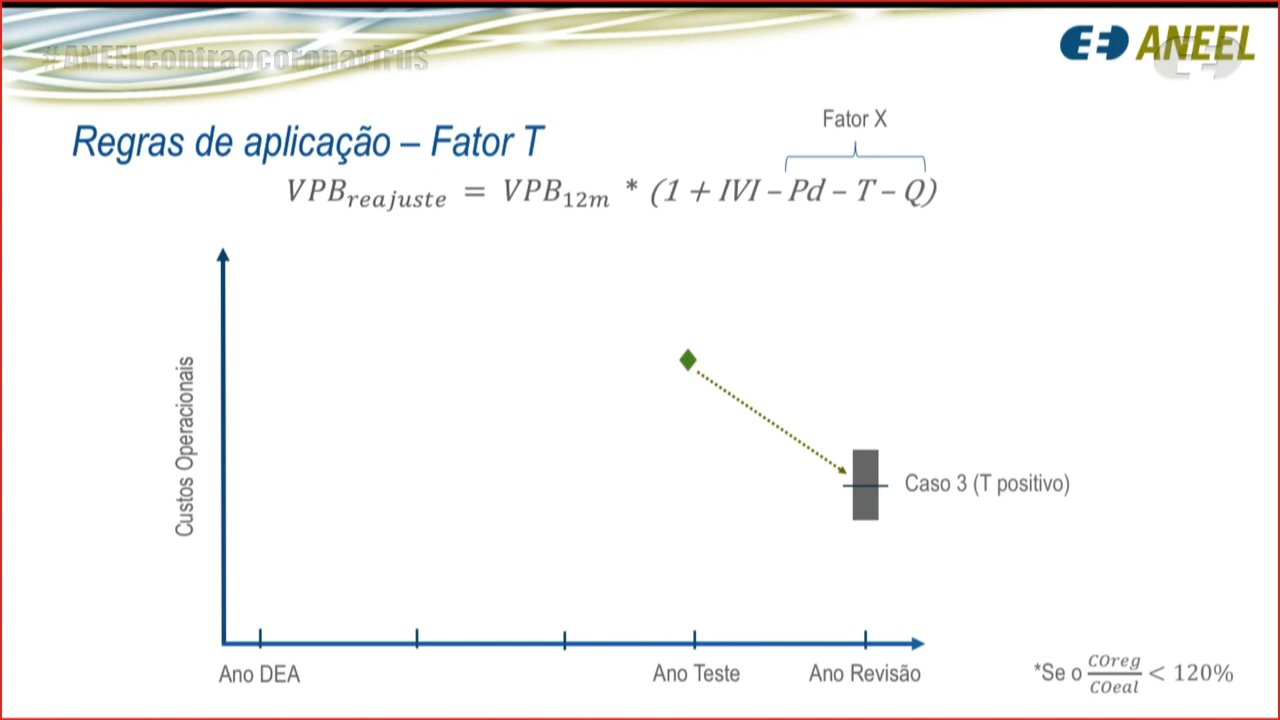 #ANEELcontraocoronavirus
ANEEL
Regras de aplicação – Fator T
Fator X
VPB_reajuste = VPB_12m * (1 + IVI – Pd – T – Q)
Custos Operacionais
Caso 3 (T positivo)
Ano DEA
Ano Teste
Ano Revisão
*Se o COreg/COeal < 120%